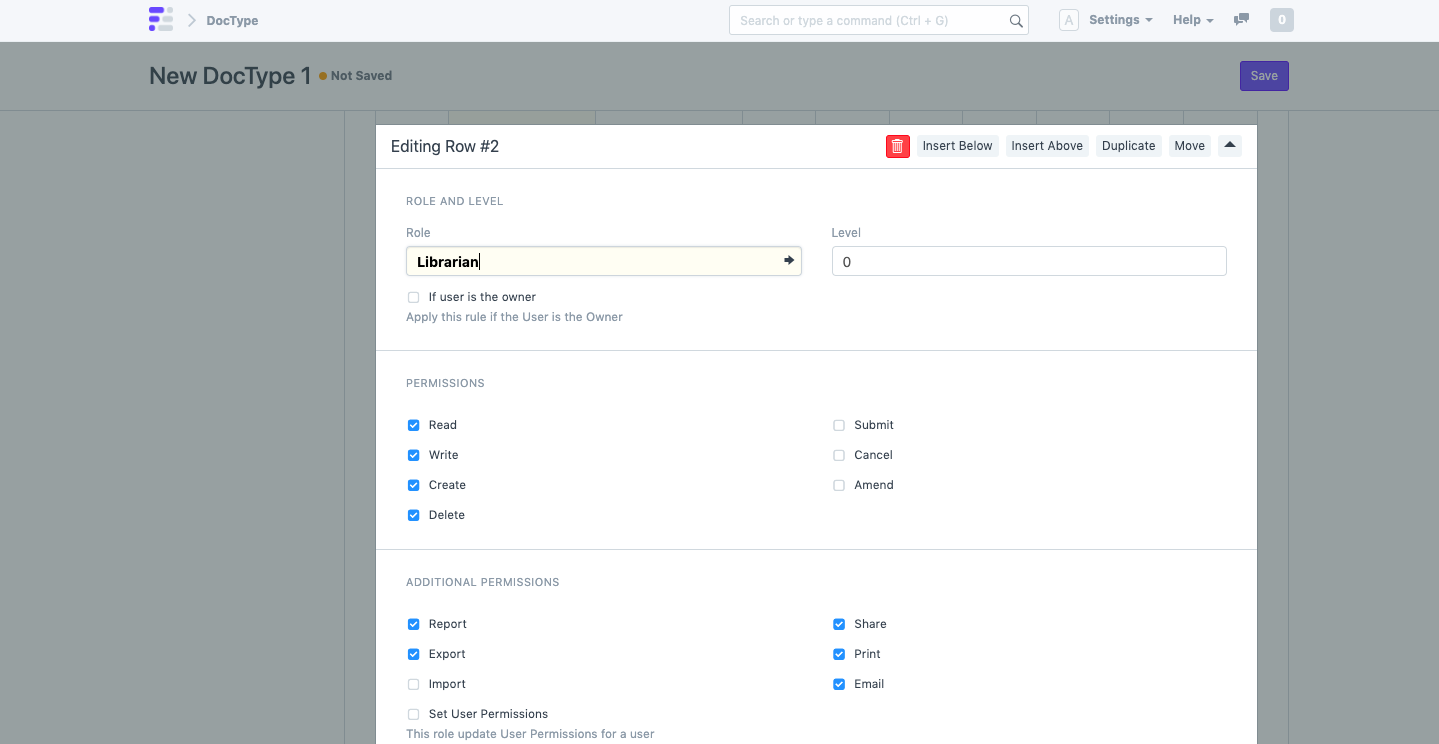 DocType
Search or type a command (Ctrl + G)
A
Settings
Help
0
New DocType 1
Not Saved
Save
Editing Row #2
Insert Below
Insert Above
Duplicate
Move
ROLE AND LEVEL
Role
Level
Librarian
0
If user is the owner
Apply this rule if the User is the Owner
PERMISSIONS
Read
Submit
Write
Cancel
Create
Amend
Delete
ADDITIONAL PERMISSIONS
Report
Share
Export
Print
Import
Email
Set User Permissions
This role update User Permissions for a user